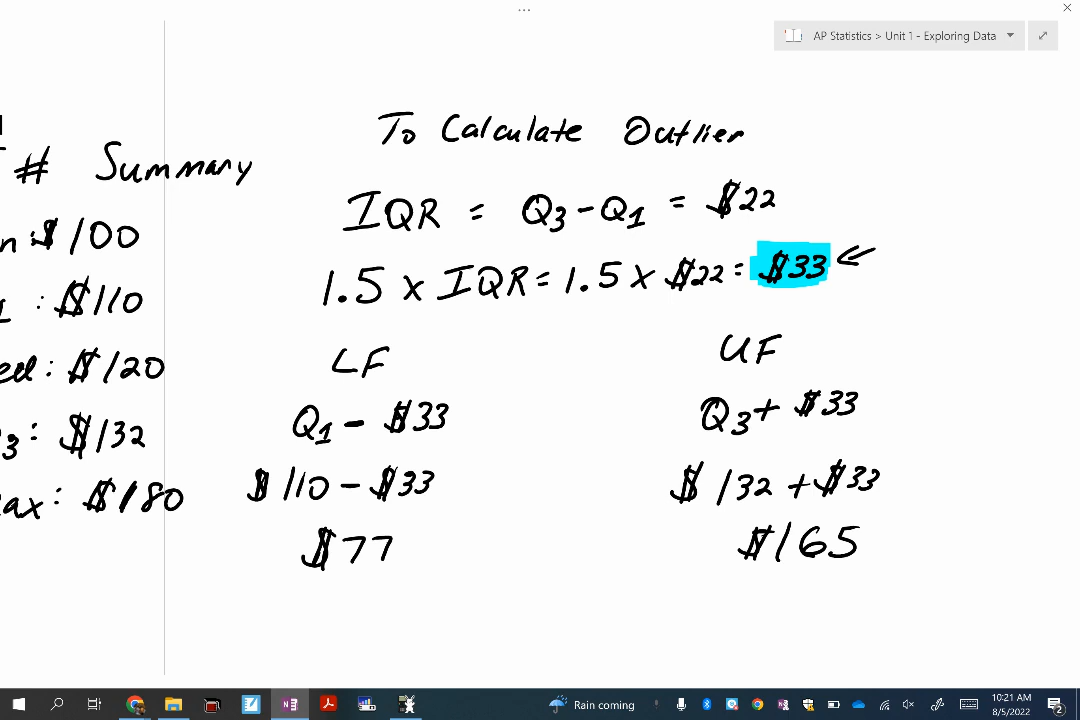 AP Statistics > Unit 1 - Exploring Data
# Summary
$100
: $110
: $120
3: $132
ax: $180
To Calculate Outlier
IQR = Q3 - Q1 = $22
1.5 x IQR = 1.5 x $22 = $33
LF
Q1 - $33
$110 - $33
$77
UF
Q3 + $33
$132 + $33
$165
Rain coming
10:21 AM
8/5/2022